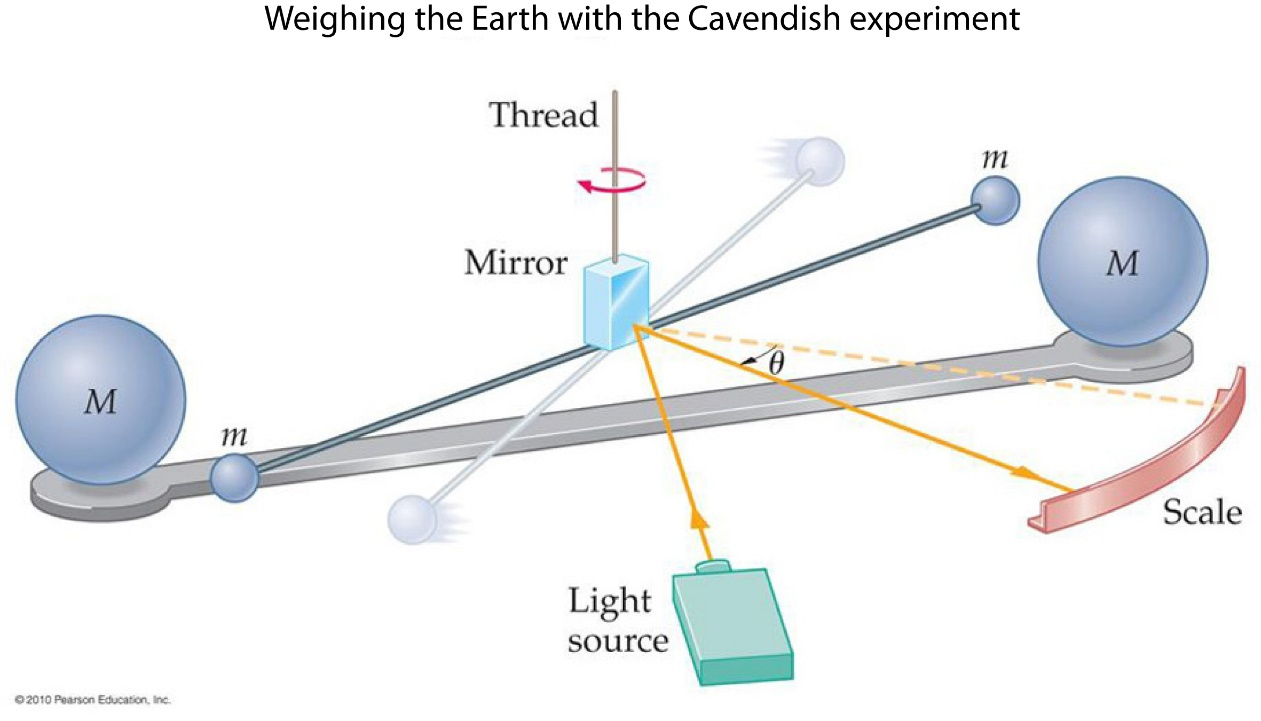 Weighing the Earth with the Cavendish experiment
Thread
m
Mirror
M
M
θ
m
Scale
Light
source
© 2010 Pearson Education, Inc.